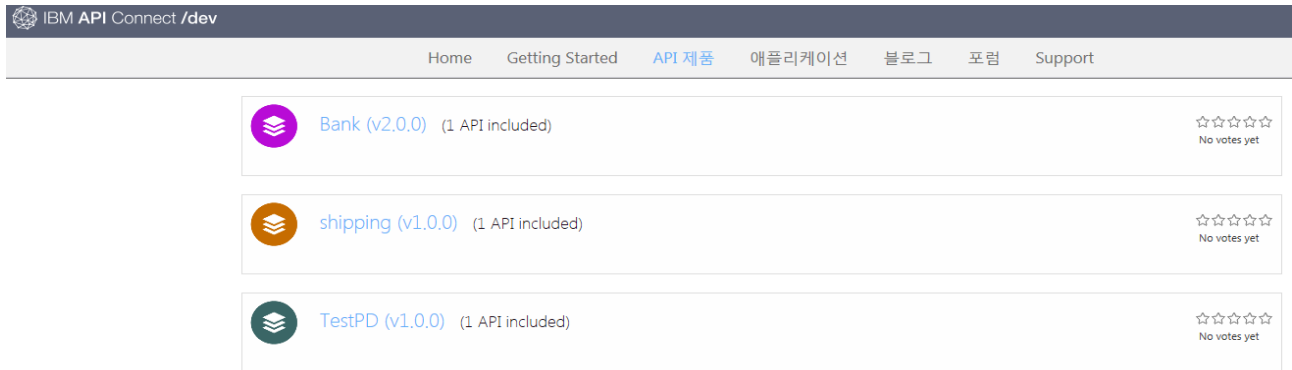 IBM API Connect /dev
Home Getting Started API 제품 애플리케이션 블로그 포럼 Support
Bank (v2.0.0) (1 API included)
No votes yet
shipping (v1.0.0) (1 API included)
No votes yet
TestPD (v1.0.0) (1 API included)
No votes yet